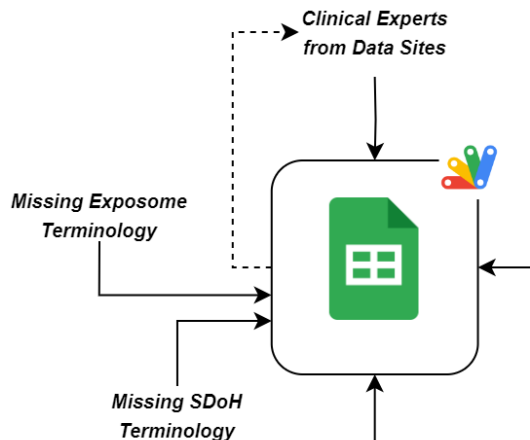 Clinical Experts
from Data Sites
Missing Exposome
Terminology
Missing SDoH
Terminology